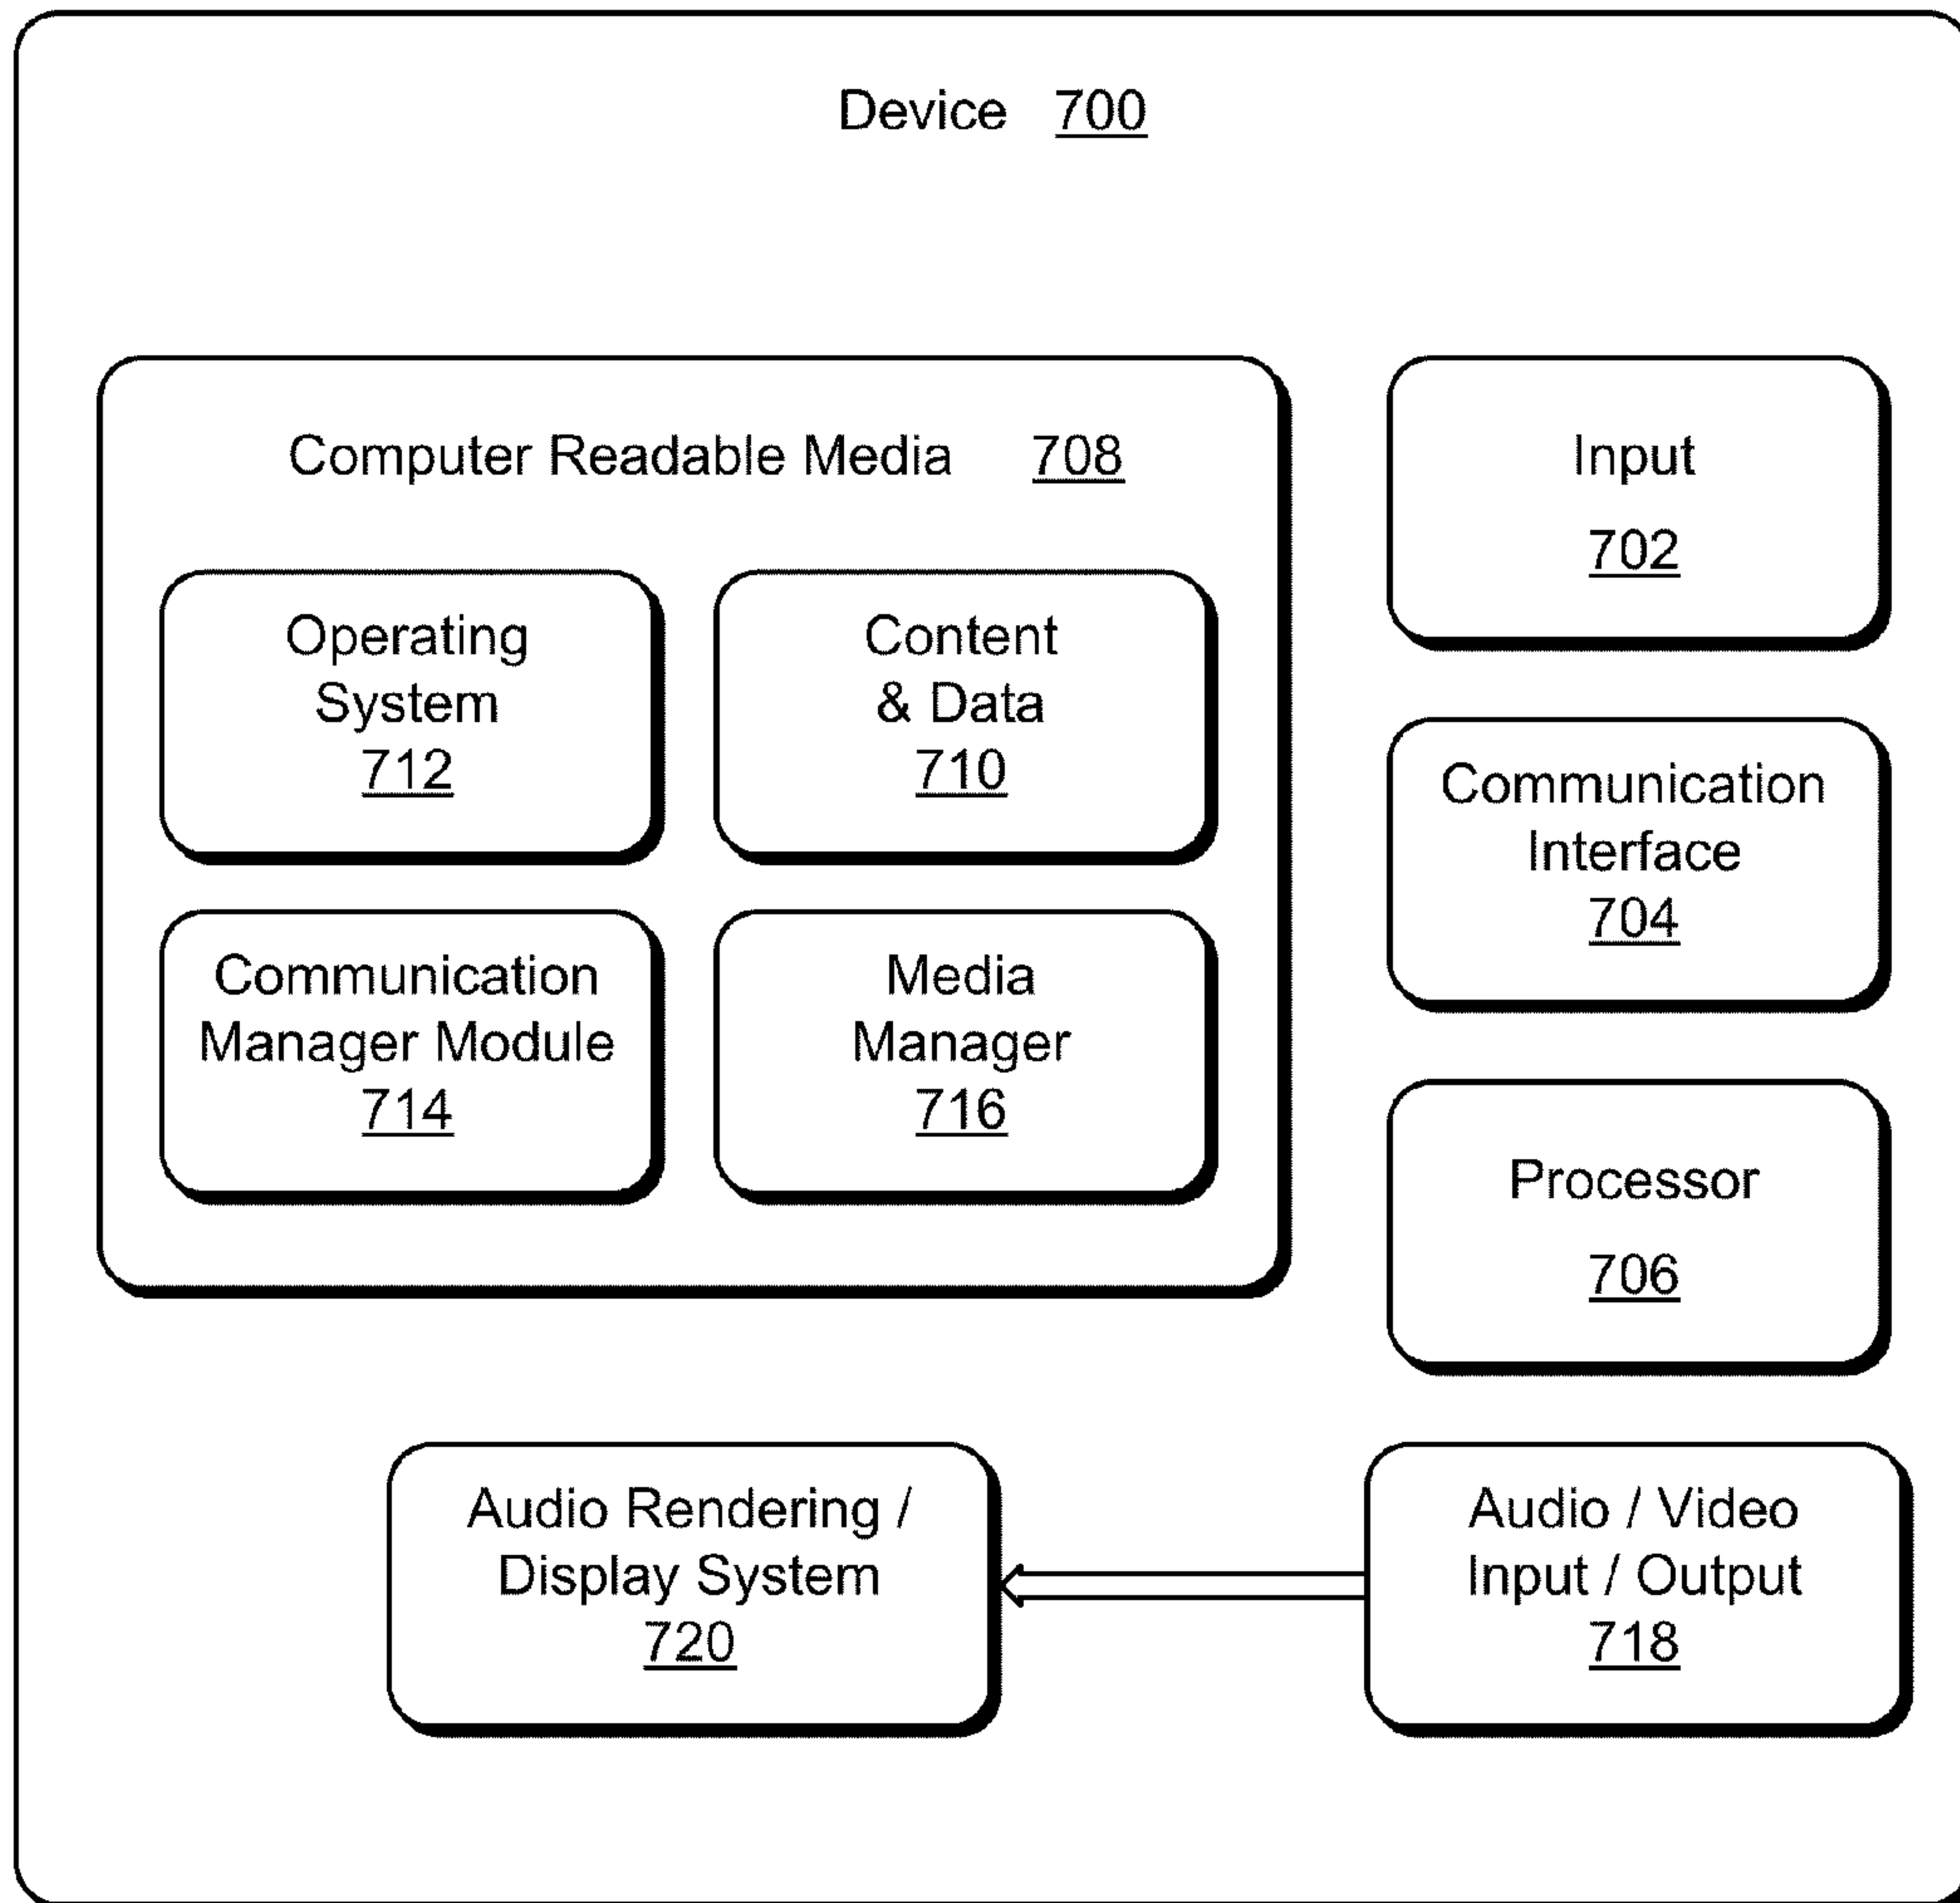 Device 700
Computer Readable Media 708
Operating
System
712
Content
& Data
710
Communication
Manager Module
714
Media
Manager
716
Input
702
Communication
Interface
704
Processor
706
Audio Rendering /
Display System
720
Audio / Video
Input / Output
718